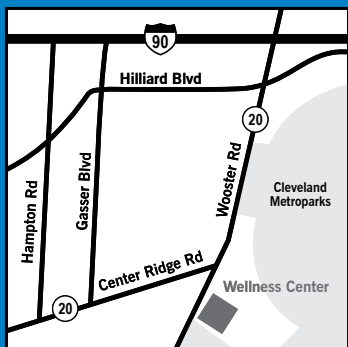 90
Hilliard Blvd
20
Wooster Rd
Cleveland
Metroparks
Hampton Rd
Gasser Blvd
Center Ridge Rd
Wellness Center
20